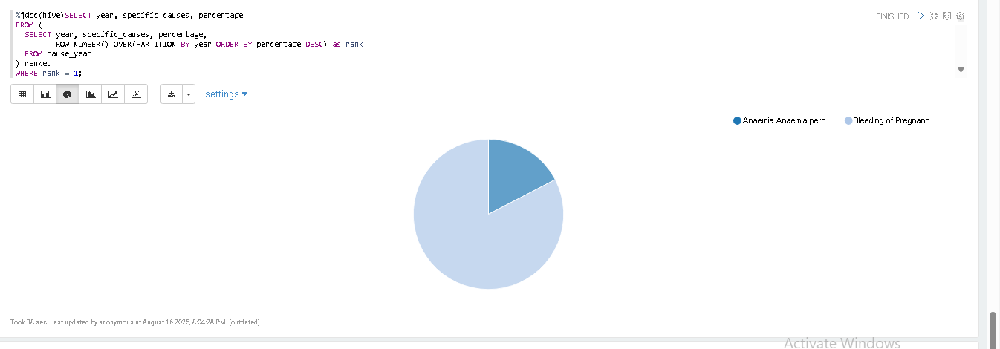 %jdbc(hive)SELECT year, specific_causes, percentage
FROM (
SELECT year, specific_causes, percentage,
ROW_NUMBER() OVER(PARTITION BY year ORDER BY percentage DESC) as rank
FROM cause_year
) ranked
WHERE rank = 1;
FINISHED
settings
Anaemia.Anaemia.perc... Bleeding of Pregnanc...
Took 38 sec. Last updated by anonymous at August 16 2025, 8:04:28 PM. (outdated)
Activate Windows